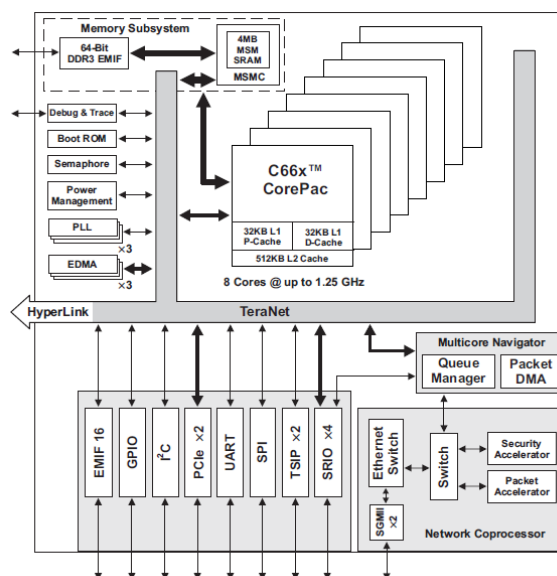 Memory Subsystem
64-Bit
DDR3 EMIF
4MB
MSM
SRAM
MSMC
Debug & Trace
Boot ROM
Semaphore
Power
Management
PLL
×3
EDMA
×3
C66x™
CorePac
32KB L1
P-Cache
32KB L1
D-Cache
512KB L2 Cache
8 Cores @ up to 1.25 GHz
HyperLink
TeraNet
Multicore Navigator
Queue
Manager
Packet
DMA
EMIF 16
GPIO
I²C
PCIe ×2
UART
SPI
TSIP ×2
SRIO ×4
Ethernet
Switch
SGMII
×2
Switch
Security
Accelerator
Packet
Accelerator
Network Coprocessor